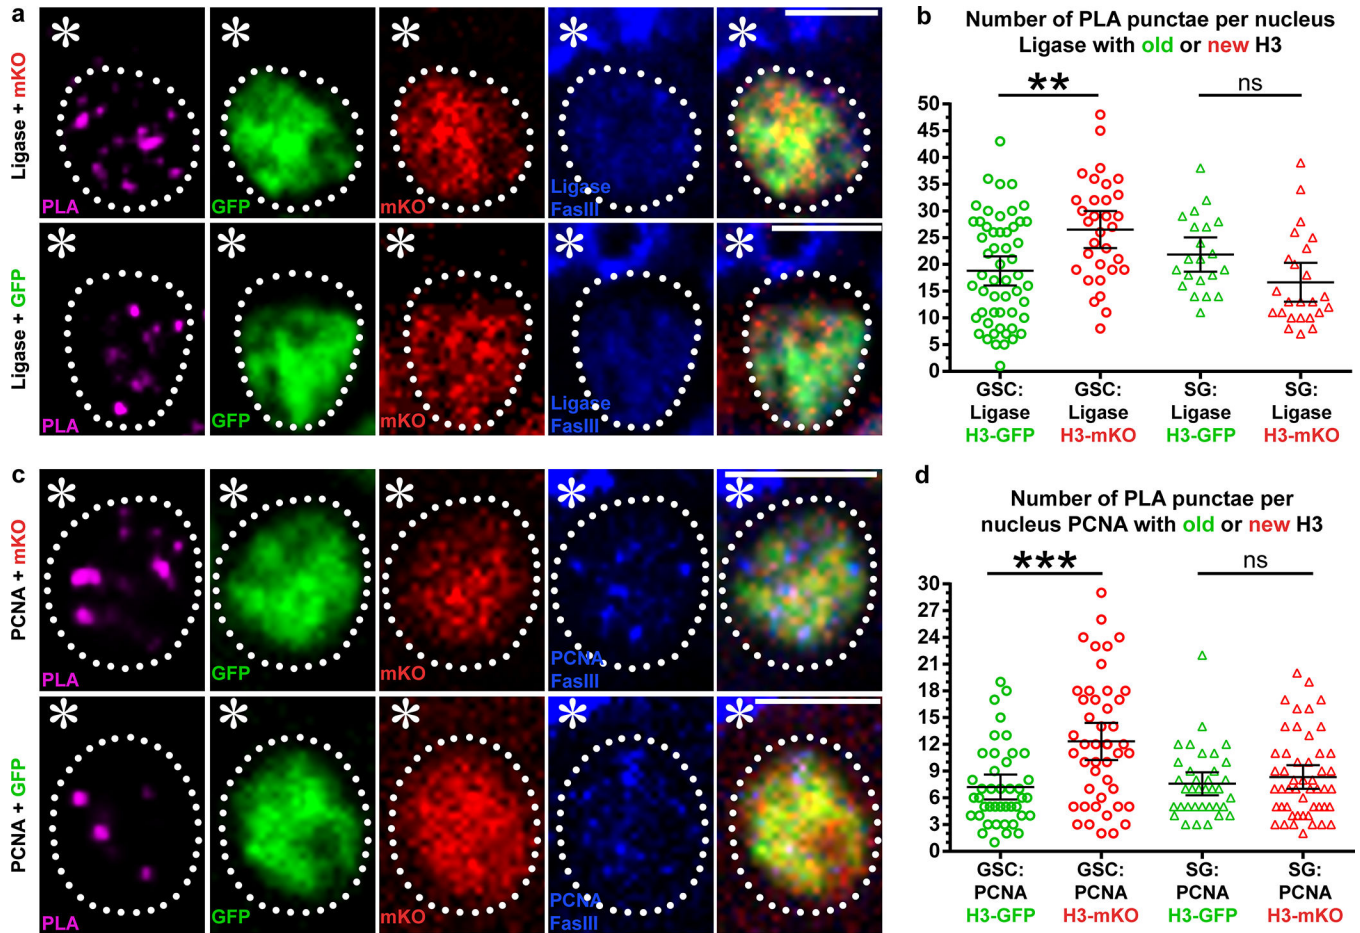 a
Ligase + mKO
PLA
GFP
mKO
Ligase
FasIII
Ligase + GFP
PLA
GFP
mKO
Ligase
FasIII
b
Number of PLA punctae per nucleus
Ligase with old or new H3
**
ns
50
45
40
35
30
25
20
15
10
5
0
GSC:
Ligase
H3-GFP
GSC:
Ligase
H3-mKO
SG:
Ligase
H3-GFP
SG:
Ligase
H3-mKO
c
PCNA + mKO
PLA
GFP
mKO
PCNA
FasIII
PCNA + GFP
PLA
GFP
mKO
PCNA
FasIII
d
Number of PLA punctae per
nucleus PCNA with old or new H3
***
ns
30
27
24
21
18
15
12
9
6
3
0
GSC:
PCNA
H3-GFP
GSC:
PCNA
H3-mKO
SG:
PCNA
H3-GFP
SG:
PCNA
H3-mKO